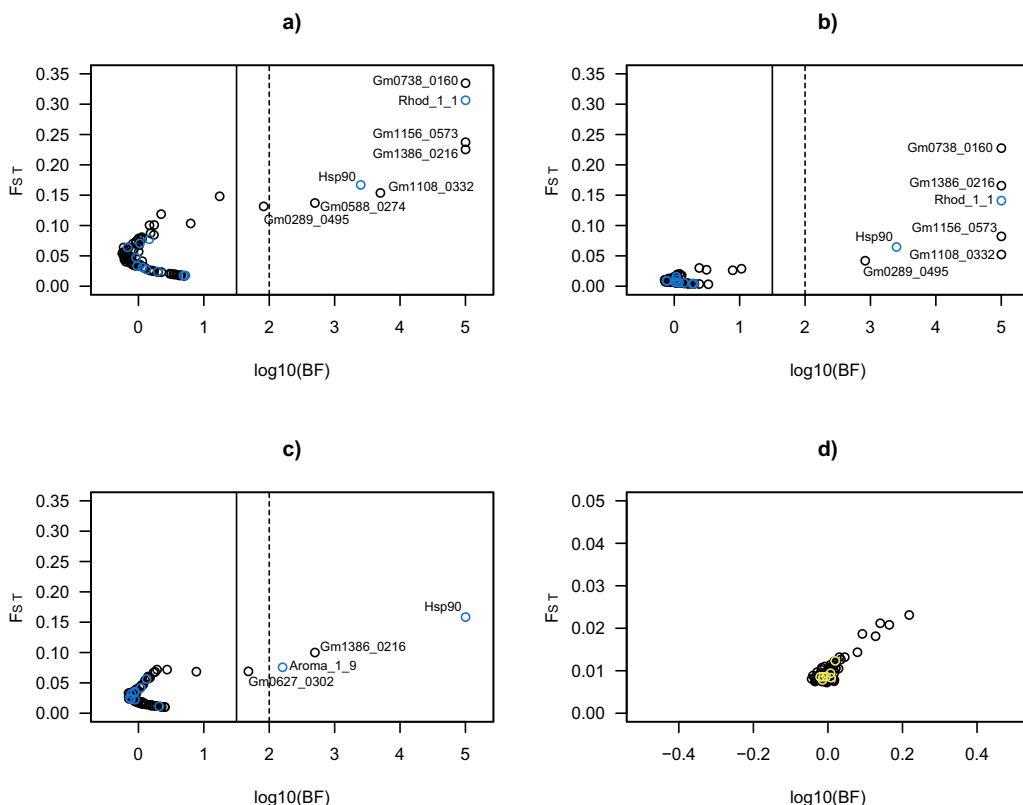 a)
0.35
0.30
0.25
0.20
0.15
0.10
0.05
0.00
FST
Gm0738_0160
Rhod_1_1
Gm1156_0573
Gm1386_0216
Hsp90
Gm1108_0332
Gm0588_0274
Gm0289_0495
0 1 2 3 4 5
log10(BF)
b)
0.35
0.30
0.25
0.20
0.15
0.10
0.05
0.00
FST
Gm0738_0160
Gm1386_0216
Rhod_1_1
Gm1156_0573
Hsp90
Gm1108_0332
Gm0289_0495
0 1 2 3 4 5
log10(BF)
c)
0.35
0.30
0.25
0.20
0.15
0.10
0.05
0.00
FST
Hsp90
Gm1386_0216
Aroma_1_9
Gm0627_0302
0 1 2 3 4 5
log10(BF)
d)
0.05
0.04
0.03
0.02
0.01
0.00
FST
−0.4 −0.2 0.0 0.2 0.4
log10(BF)